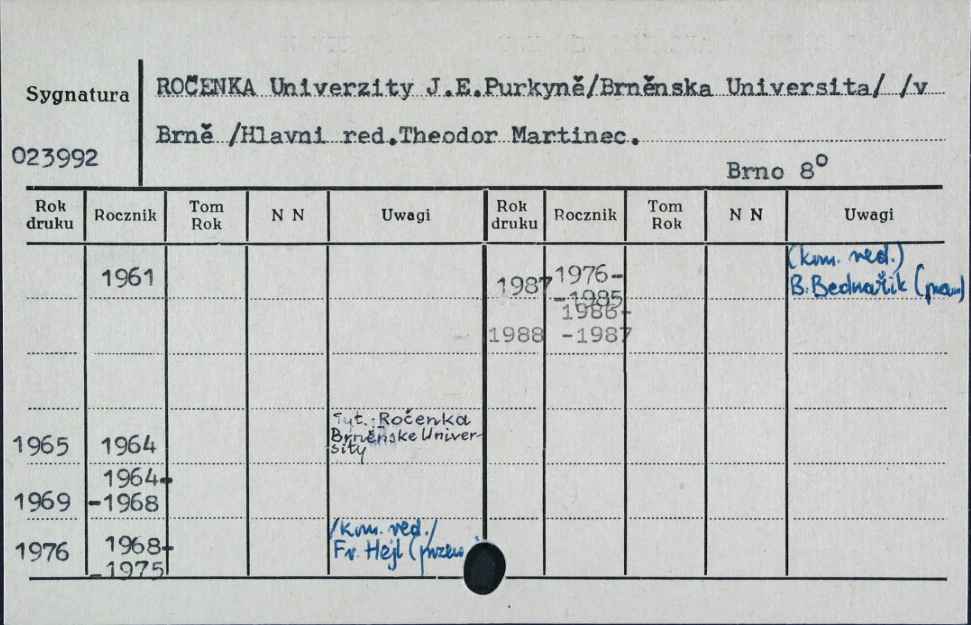 Sygnatura
ROČENKA Univerzity J.E.Purkyně/Brněnska Universita/ /v
Brně /Hlavni red.Theodor Martinec.
023992
Brno 8°
Rok druku Rocznik Tom Rok N N Uwagi Rok druku Rocznik Tom Rok N N Uwagi
1961
1987 1976-
-1985
(kom. red.)
B. Bednařik
1986-
1988 -1987
1965 1964
Tyt.: Ročenka
Brněnske Univer-
sity
1964-
1969 -1968
1976 1968-
-1975
/kom. red./
Fr. Hejl